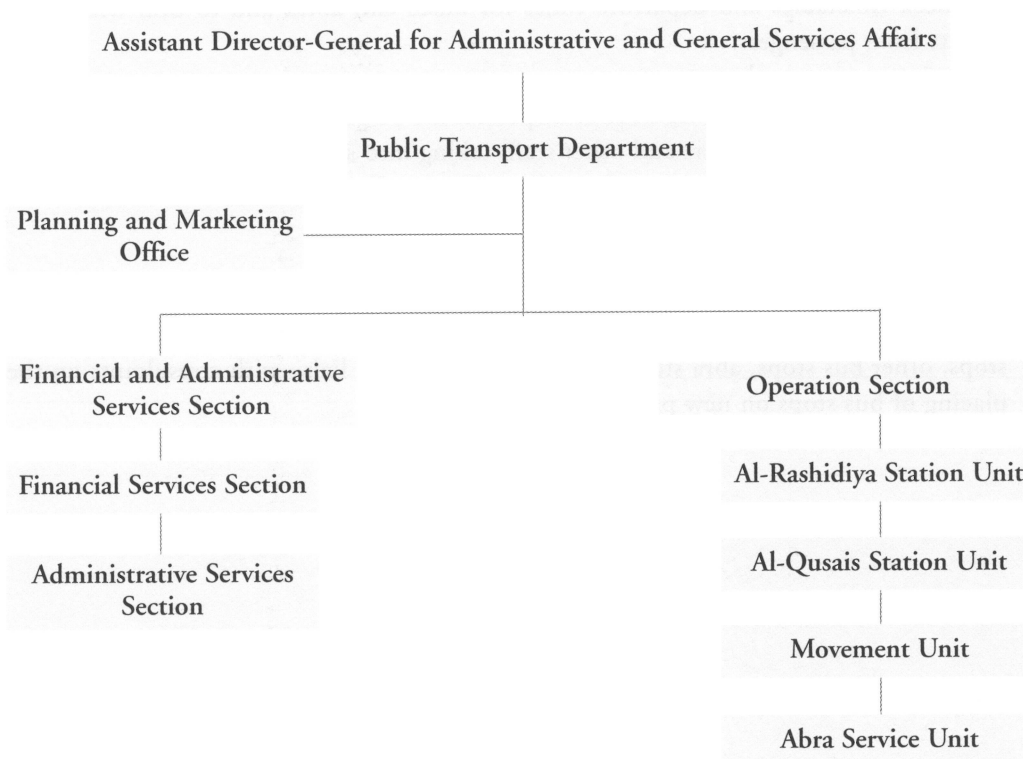 Assistant Director-General for Administrative and General Services Affairs
Public Transport Department
Planning and Marketing
Office
Financial and Administrative
Services Section
Operation Section
Financial Services Section
Al-Rashidiya Station Unit
Administrative Services
Section
Al-Qusais Station Unit
Movement Unit
Abra Service Unit